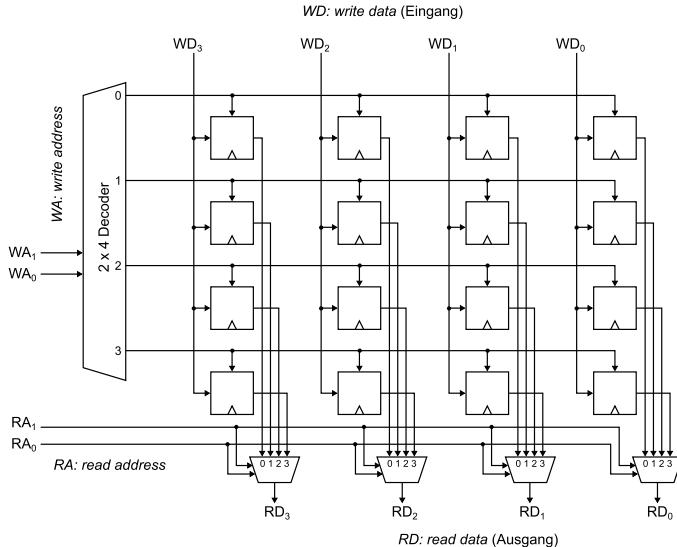 WD: write data (Eingang)
WD3 WD2 WD1 WD0
WA: write address
2 x 4 Decoder
0
1
2
3
WA1
WA0
RA1
RA0
RA: read address
0 1 2 3 0 1 2 3 0 1 2 3 0 1 2 3
RD3 RD2 RD1 RD0
RD: read data (Ausgang)